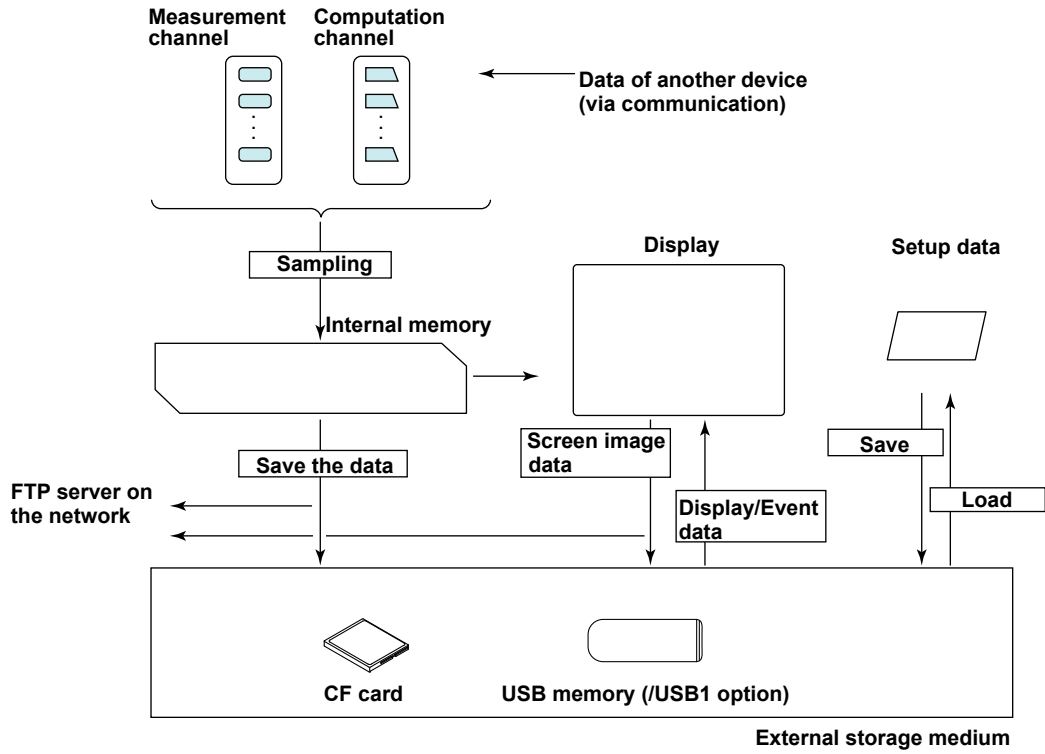 Measurement
channel
Computation
channel
Data of another device
(via communication)
Sampling
Display
Setup data
Internal memory
Screen image
data
Save
Save the data
FTP server on
the network
Display/Event
data
Load
CF card
USB memory (/USB1 option)
External storage medium